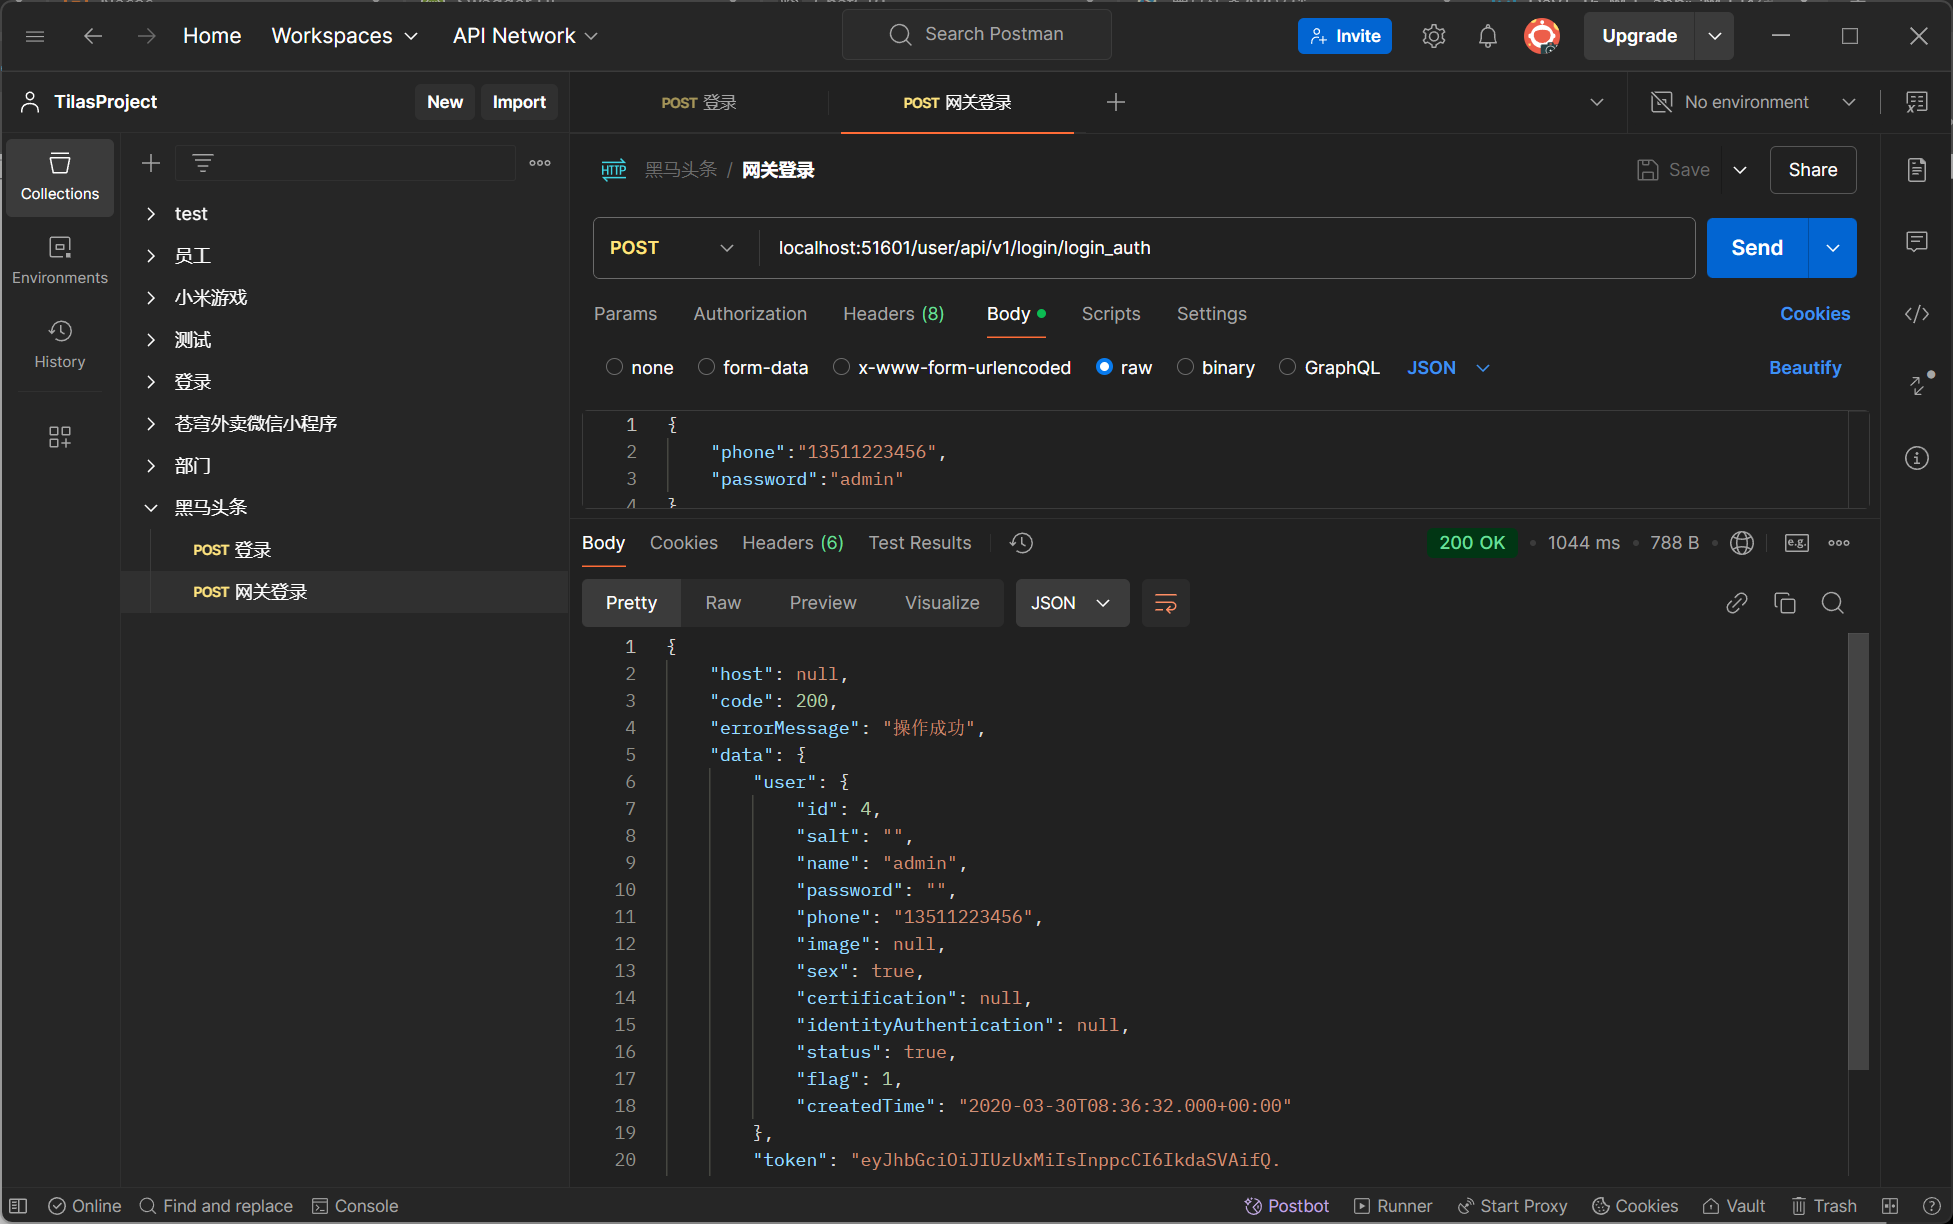 Home Workspaces API Network Search Postman Invite Upgrade
TilasProject New Import POST 登录 POST 网关登录 No environment
HTTP 黑马头条 / 网关登录 Save Share
Collections
Environments
History
test
员工
小米游戏
测试
登录
苍穹外卖微信小程序
部门
黑马头条
POST 登录
POST 网关登录
POST localhost:51601/user/api/v1/login/login_auth Send
Params Authorization Headers (8) Body Scripts Settings Cookies
none form-data x-www-form-urlencoded raw binary GraphQL JSON Beautify
1 {
2 "phone":"13511223456",
3 "password":"admin"
4 }
Body Cookies Headers (6) Test Results 200 OK • 1044 ms • 788 B • e.g.
Pretty Raw Preview Visualize JSON
1 {
2 "host": null,
3 "code": 200,
4 "errorMessage": "操作成功",
5 "data": {
6 "user": {
7 "id": 4,
8 "salt": "",
9 "name": "admin",
10 "password": "",
11 "phone": "13511223456",
12 "image": null,
13 "sex": true,
14 "certification": null,
15 "identityAuthentication": null,
16 "status": true,
17 "flag": 1,
18 "createdTime": "2020-03-30T08:36:32.000+00:00"
19 },
20 "token": "eyJhbGciOiJIUzUxMiIsInppcCI6IkdaSVAifQ.
Online Find and replace Console Postbot Runner Start Proxy Cookies Vault Trash